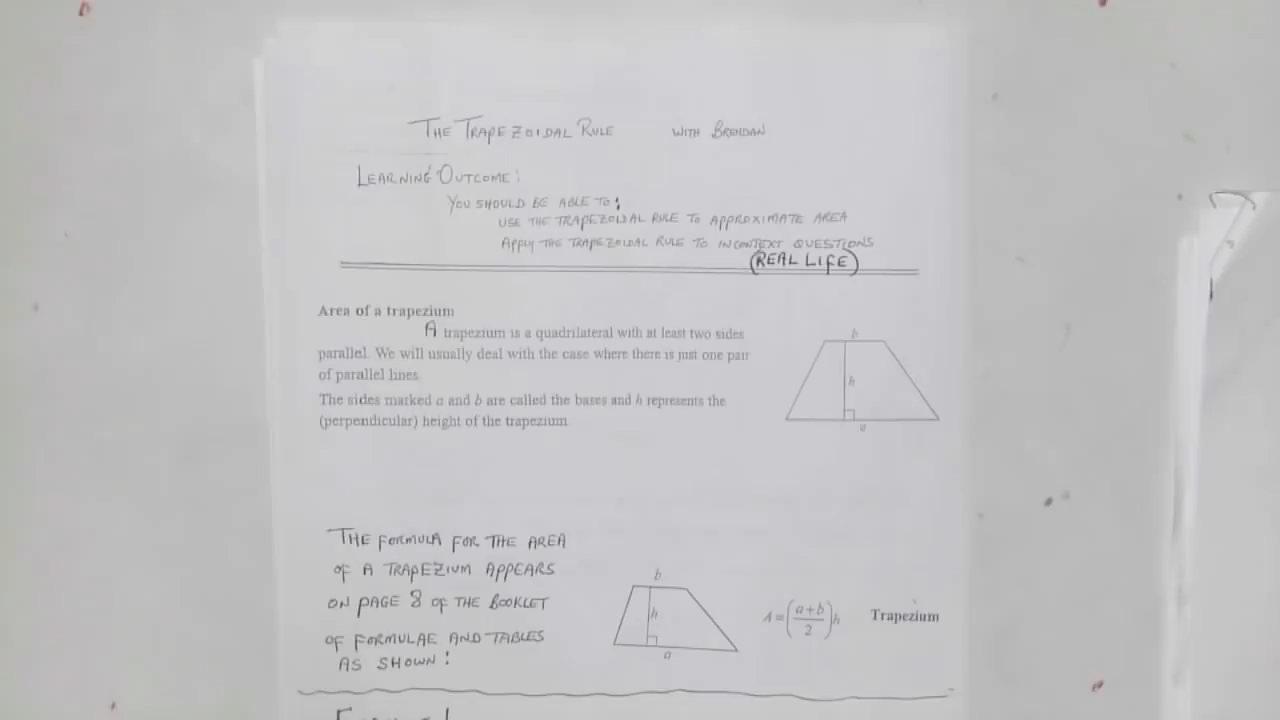 THE TRAPEZOIDAL RULE WITH BRENDAN
LEARNING OUTCOME:
YOU SHOULD BE ABLE TO:
USE THE TRAPEZOIDAL RULE TO APPROXIMATE AREA
APPLY THE TRAPEZOIDAL RULE TO INCONTEXT QUESTIONS
(REAL LIFE)
Area of a trapezium
A trapezium is a quadrilateral with at least two sides
parallel. We will usually deal with the case where there is just one pair
of parallel lines.
The sides marked a and b are called the bases and h represents the
(perpendicular) height of the trapezium.
b
h
a
THE FORMULA FOR THE AREA
OF A TRAPEZIUM APPEARS
ON PAGE 8 OF THE BOOKLET
OF FORMULAE AND TABLES
AS SHOWN:
b
h
a
A = (a+b/2)h Trapezium